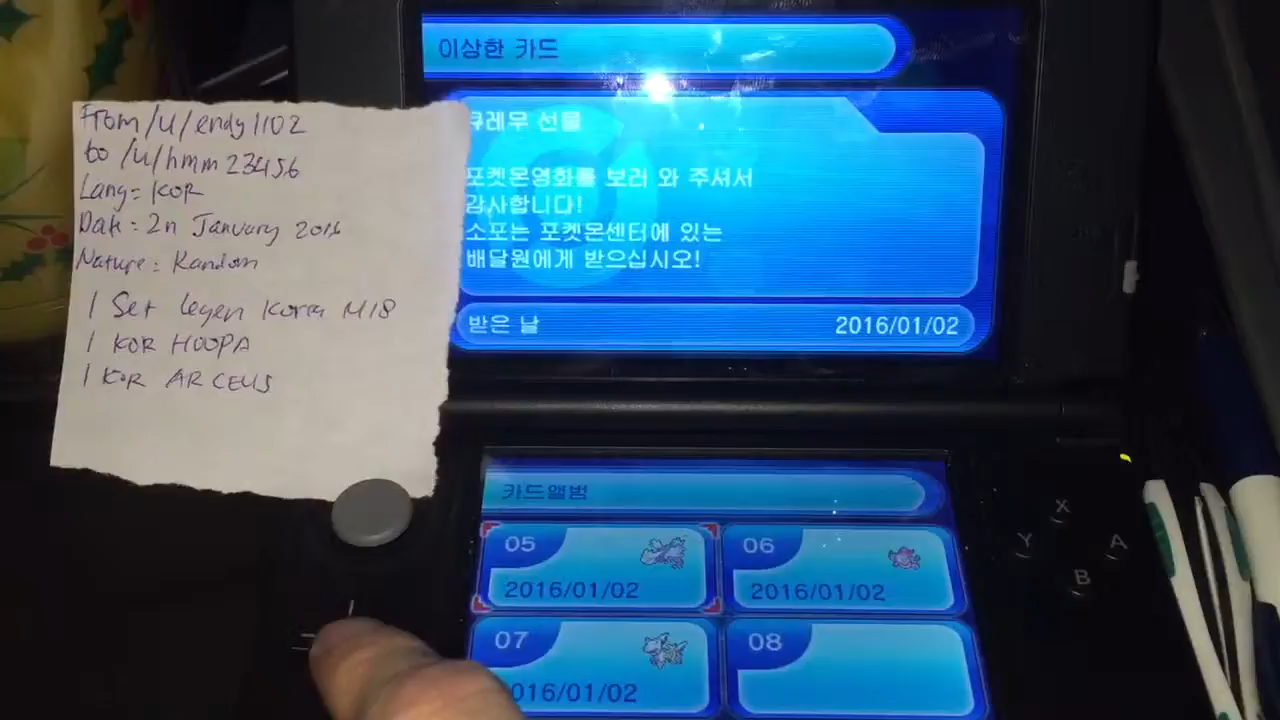 From /u/endy1102
to /u/hmm23456
Lang = KOR
Date : 2n January 2016
Nature : Random
1 Set legen Korea M18
1 KOR HOOPA
1 KOR ARCEUS
이상한 카드
큐레무 선물
포켓몬영화를 보러 와 주셔서
감사합니다!
소포는 포켓몬센터에 있는
배달원에게 받으십시오!
받은 날 2016/01/02
카드앨범
05 06
2016/01/02 2016/01/02
07 08
2016/01/02
X
Y A
B